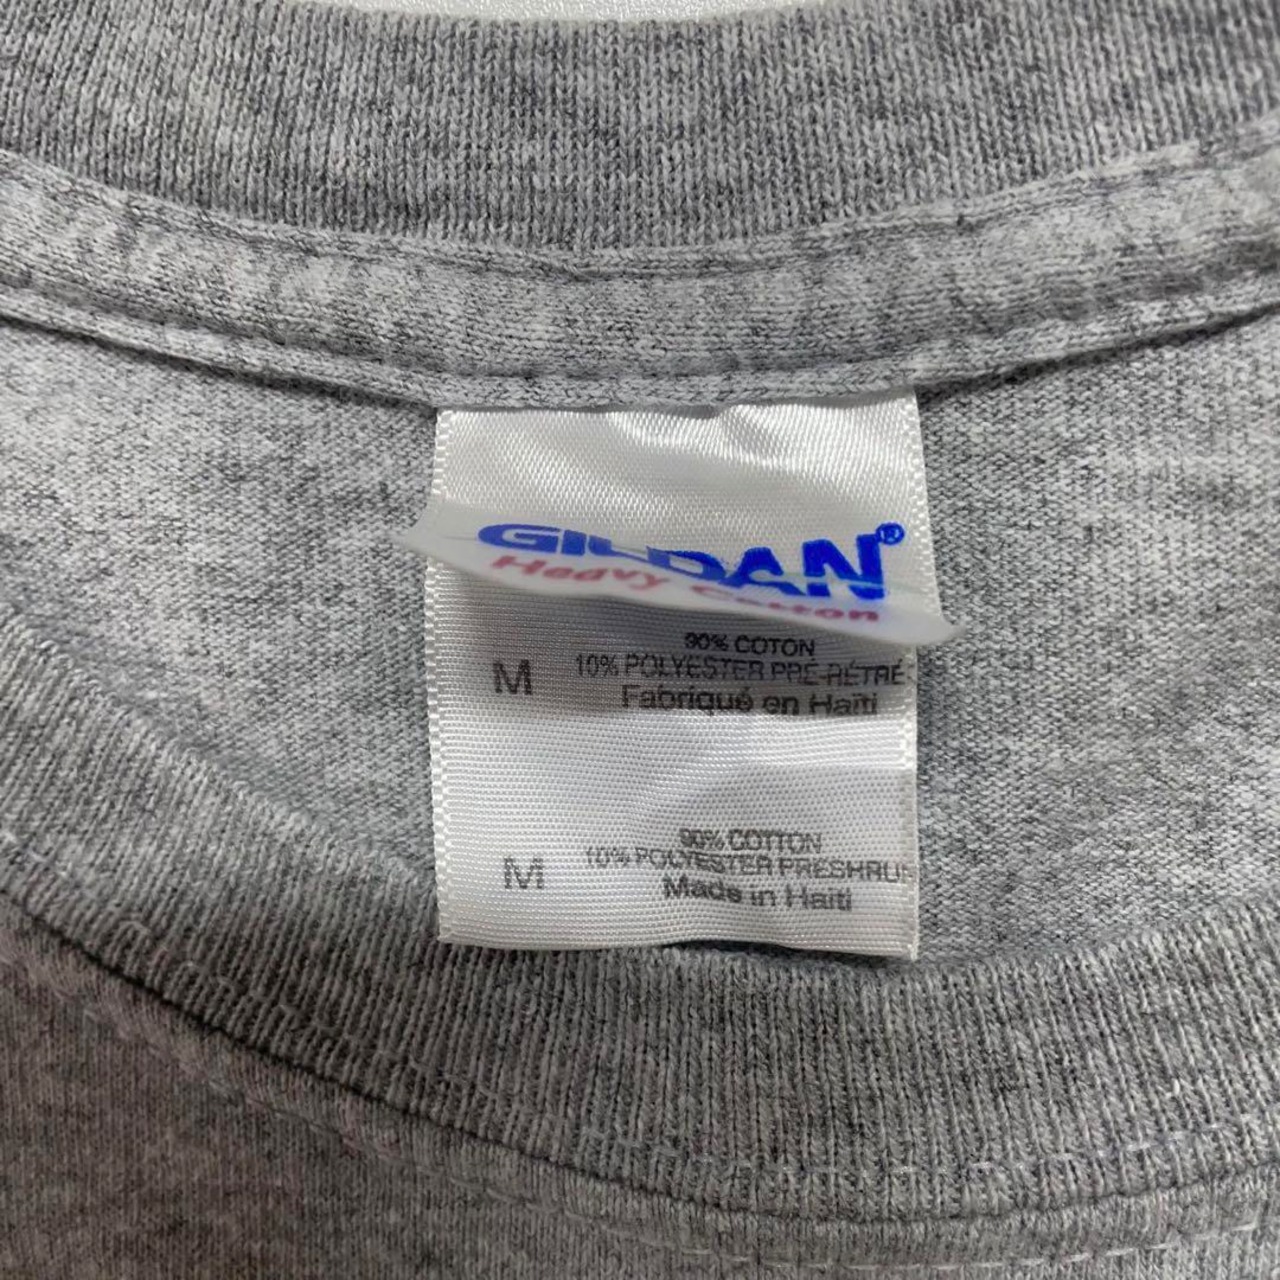 GILDAN®
Heavy Cotton
90% COTON
M 10% POLYESTER PRÉ-RÉTRÉ
Fabriqué en Haïti
90% COTTON
M 10% POLYESTER PRESHRUN
Made in Haiti